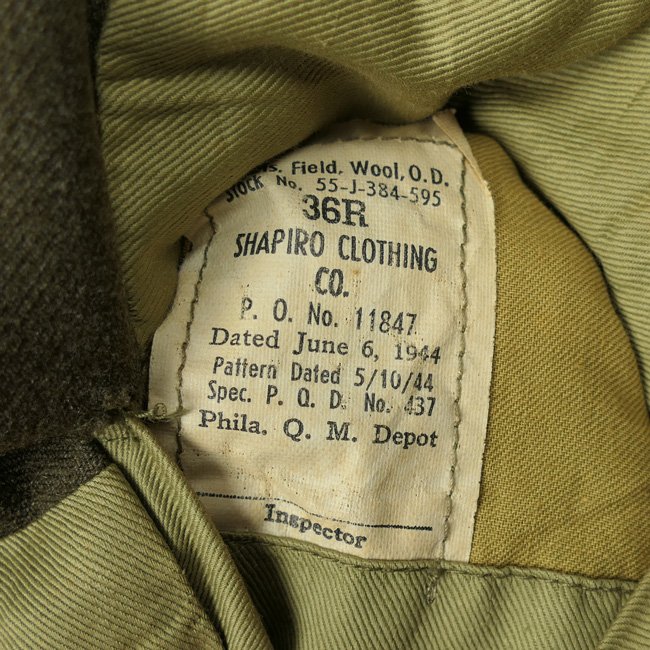 Field, Wool, O.D.
STOCK No. 55-J-384-595
36R
SHAPIRO CLOTHING
CO.
P. O. No. 11847
Dated June 6, 1944
Pattern Dated 5/10/44
Spec. P. Q. D. No. 437
Phila. Q. M. Depot
Inspector